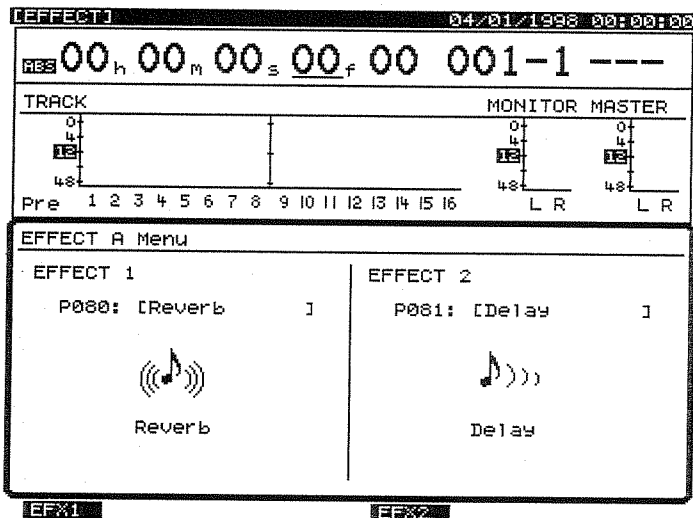 [EFFECT] 04/01/1998 00:00:00
ABS 00h 00m 00s 00f 00 001-1 ---
TRACK MONITOR MASTER
0 0 0
4 4 4
12 12 12
48 48 48
Pre 1 2 3 4 5 6 7 8 9 10 11 12 13 14 15 16 L R L R
EFFECT A Menu
EFFECT 1 EFFECT 2
P080: [Reverb ] P081: [Delay ]
Reverb Delay
EFX1 EFX2